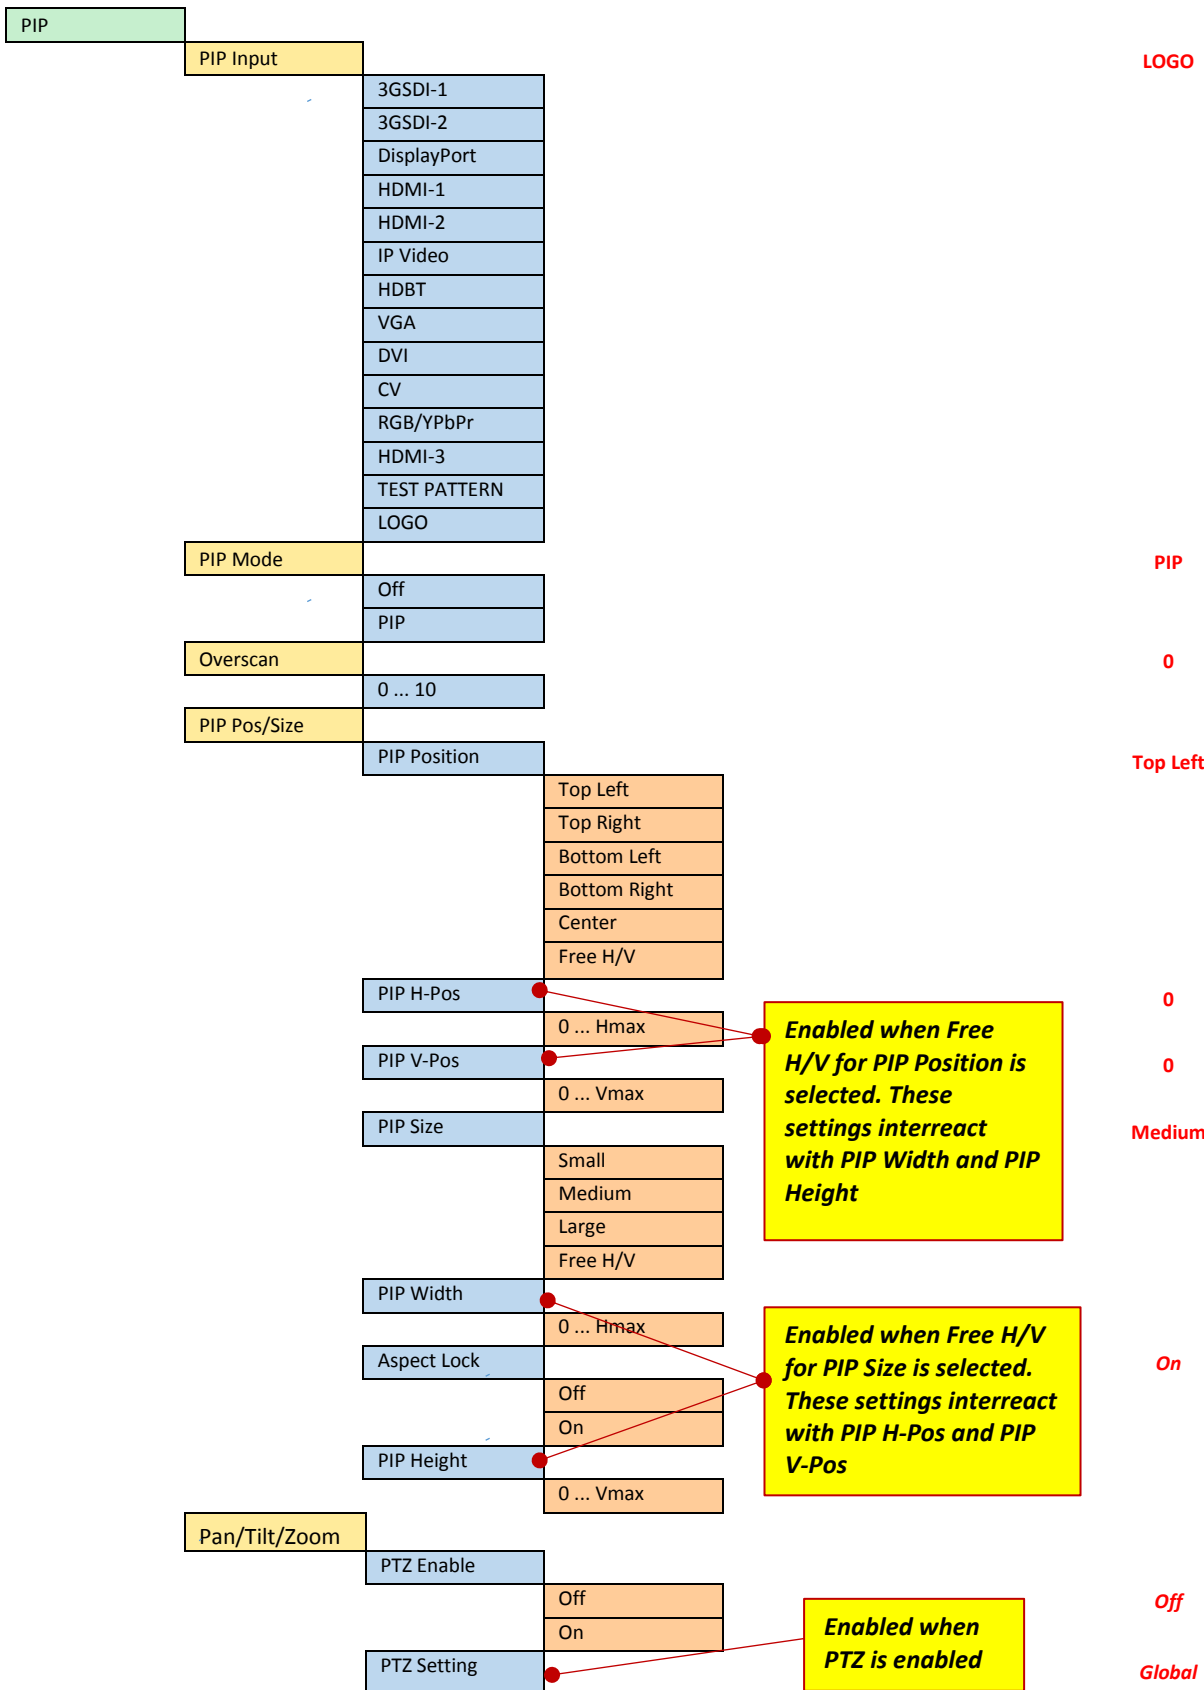 PIP
PIP Input
LOGO
3GSDI-1
3GSDI-2
DisplayPort
HDMI-1
HDMI-2
IP Video
HDBT
VGA
DVI
CV
RGB/YPbPr
HDMI-3
TEST PATTERN
LOGO
PIP Mode
PIP
Off
PIP
Overscan
0
0 ... 10
PIP Pos/Size
PIP Position
Top Left
Top Left
Top Right
Bottom Left
Bottom Right
Center
Free H/V
PIP H-Pos
0
0 ... Hmax
PIP V-Pos
0
0 ... Vmax
Enabled when Free
H/V for PIP Position is
selected. These
settings interreact
with PIP Width and PIP
Height
PIP Size
Medium
Small
Medium
Large
Free H/V
PIP Width
0 ... Hmax
Aspect Lock
On
Off
On
PIP Height
0 ... Vmax
Enabled when Free H/V
for PIP Size is selected.
These settings interreact
with PIP H-Pos and PIP
V-Pos
Pan/Tilt/Zoom
PTZ Enable
Off
Off
On
PTZ Setting
Global
Enabled when
PTZ is enabled